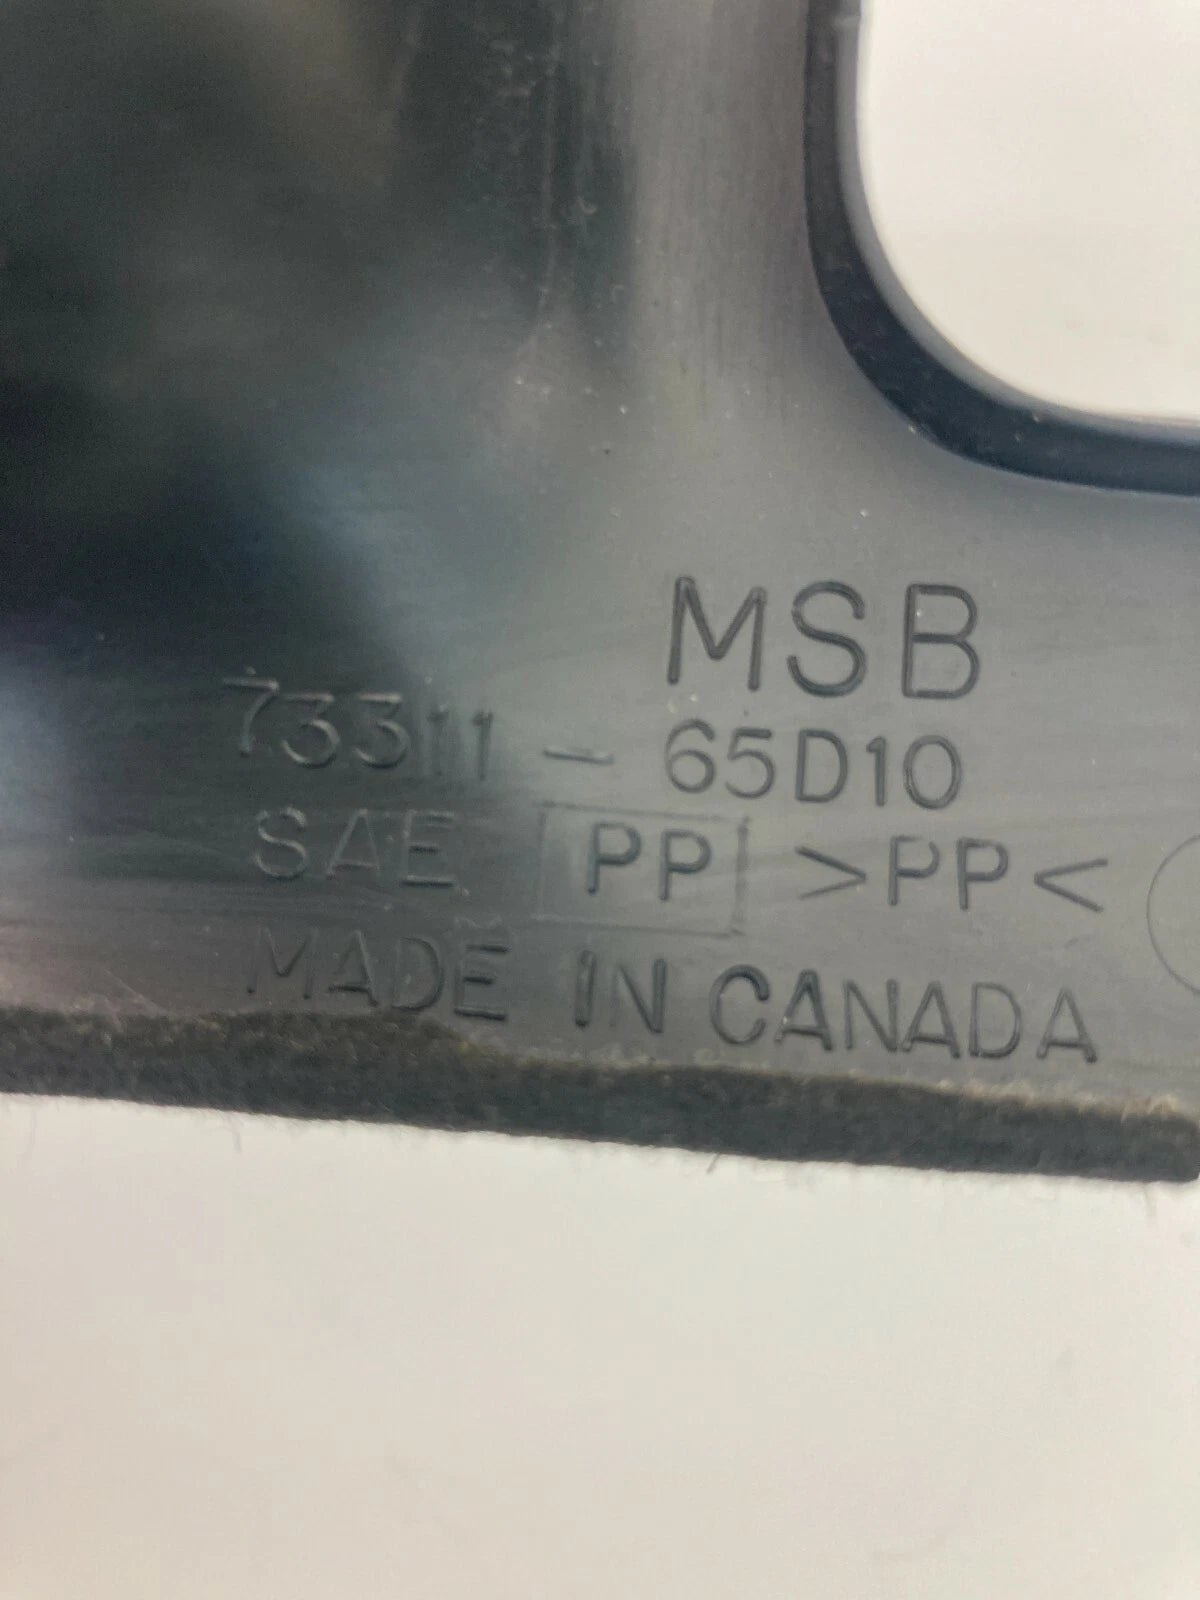 MSB
73311-65D10
SAE PP >PP<
MADE IN CANADA